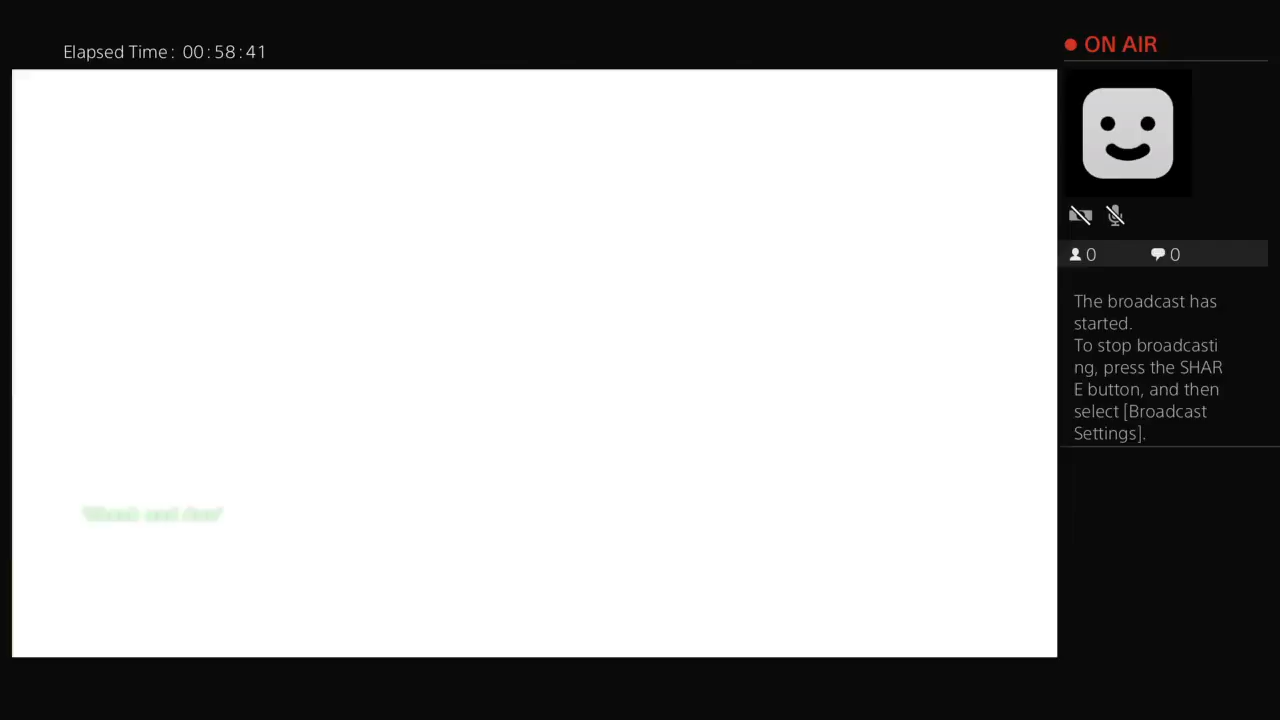 Elapsed Time: 00:58:41
ON AIR
0 0
The broadcast has
started.
To stop broadcasti
ng, press the SHAR
E button, and then
select [Broadcast
Settings].